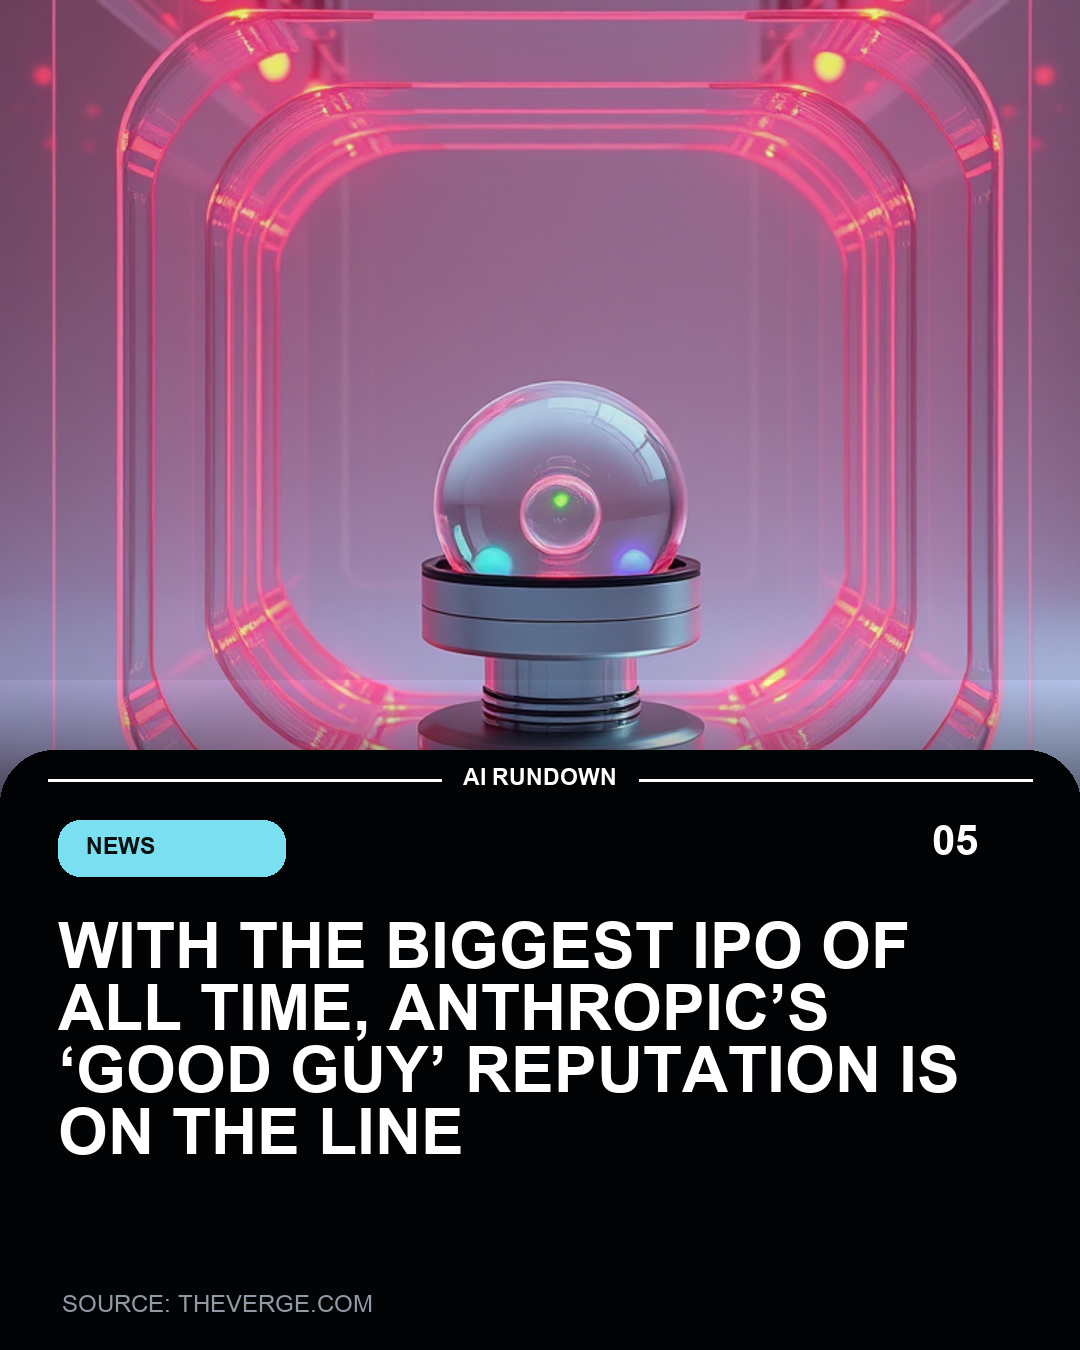 AI RUNDOWN
NEWS
05
WITH THE BIGGEST IPO OF
ALL TIME, ANTHROPIC’S
‘GOOD GUY’ REPUTATION IS
ON THE LINE
SOURCE: THEVERGE.COM